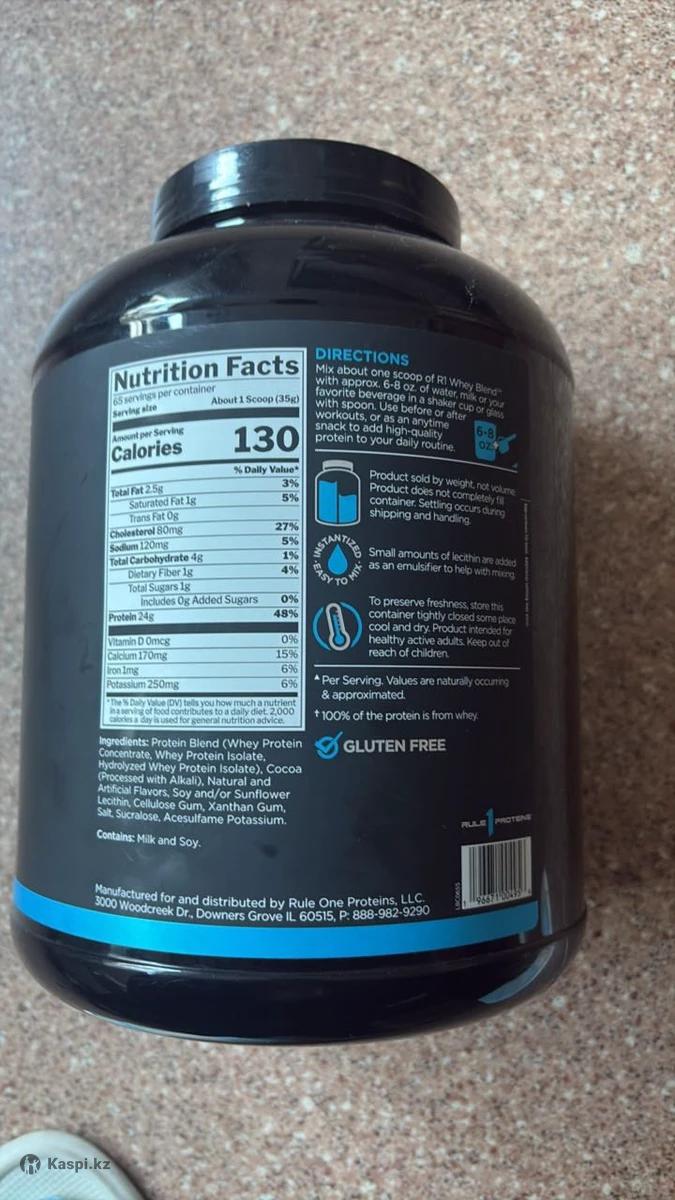 Nutrition Facts
65 servings per container
Serving size About 1 Scoop (35g)
Amount per Serving
Calories 130
% Daily Value*
Total Fat 2.5g 3%
Saturated Fat 1g 5%
Trans Fat 0g
Cholesterol 80mg 27%
Sodium 120mg 5%
Total Carbohydrate 4g 1%
Dietary Fiber 1g 4%
Total Sugars 1g
Includes 0g Added Sugars 0%
Protein 24g 48%
Vitamin D 0mcg 0%
Calcium 170mg 15%
Iron 1mg 6%
Potassium 250mg 6%
*The % Daily Value (DV) tells you how much a nutrient
in a serving of food contributes to a daily diet. 2,000
calories a day is used for general nutrition advice.
Ingredients: Protein Blend (Whey Protein
Concentrate, Whey Protein Isolate,
Hydrolyzed Whey Protein Isolate), Cocoa
(Processed with Alkali), Natural and
Artificial Flavors, Soy and/or Sunflower
Lecithin, Cellulose Gum, Xanthan Gum,
Salt, Sucralose, Acesulfame Potassium.
Contains: Milk and Soy.
DIRECTIONS
Mix about one scoop of R1 Whey Blend™
with approx. 6-8 oz. of water, milk or your
favorite beverage in a shaker cup or glass
with spoon. Use before or after
workouts, or as an anytime
snack to add high-quality
protein to your daily routine.
6-8
oz.
Product sold by weight, not volume.
Product does not completely fill
container. Settling occurs during
shipping and handling.
INSTANTIZED
EASY TO MIX
Small amounts of lecithin are added
as an emulsifier to help with mixing.
To preserve freshness, store this
container tightly closed some place
cool and dry. Product intended for
healthy active adults. Keep out of
reach of children.
▲ Per Serving. Values are naturally occurring
& approximated.
† 100% of the protein is from whey.
GLUTEN FREE
RULE 1 PROTEINS
Manufactured for and distributed by Rule One Proteins, LLC.
3000 Woodcreek Dr., Downers Grove IL 60515, P: 888-982-9290
Kaspi.kz